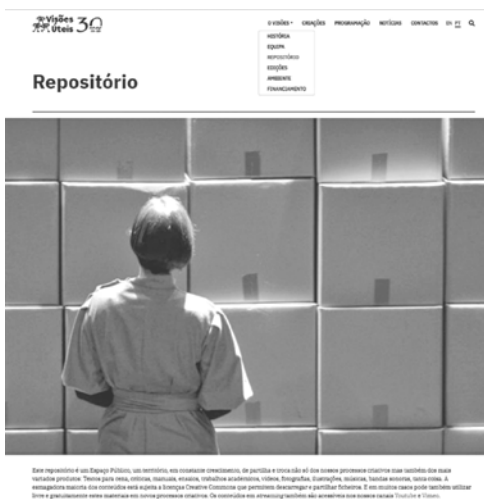 Visões Úteis 30
O VISÕES CRIAÇÕES PROGRAMAÇÃO NOTÍCIAS CONTACTOS EN PT
HISTÓRIA
EQUIPA
REPOSITÓRIO
EDIÇÕES
AMBIENTE
FINANCIAMENTO
Repositório
Este repositório é um Espaço Público, um território, em constante crescimento, de partilha e troca não só dos nossos processos criativos mas também dos mais
variados produtos: Textos para cena, crónicas, manuais, ensaios, trabalhos académicos, vídeos, fotografias, ilustrações, músicas, bandas sonoras, tanta coisa. A
esmagadora maioria dos conteúdos está sujeita a licenças Creative Commons que permitem descarregar e partilhar ficheiros. E em muitos casos pode também utilizar
livre e gratuitamente estes materiais em novos processos criativos. Os conteúdos em streaming também são acessíveis nos nossos canais Youtube e Vimeo.